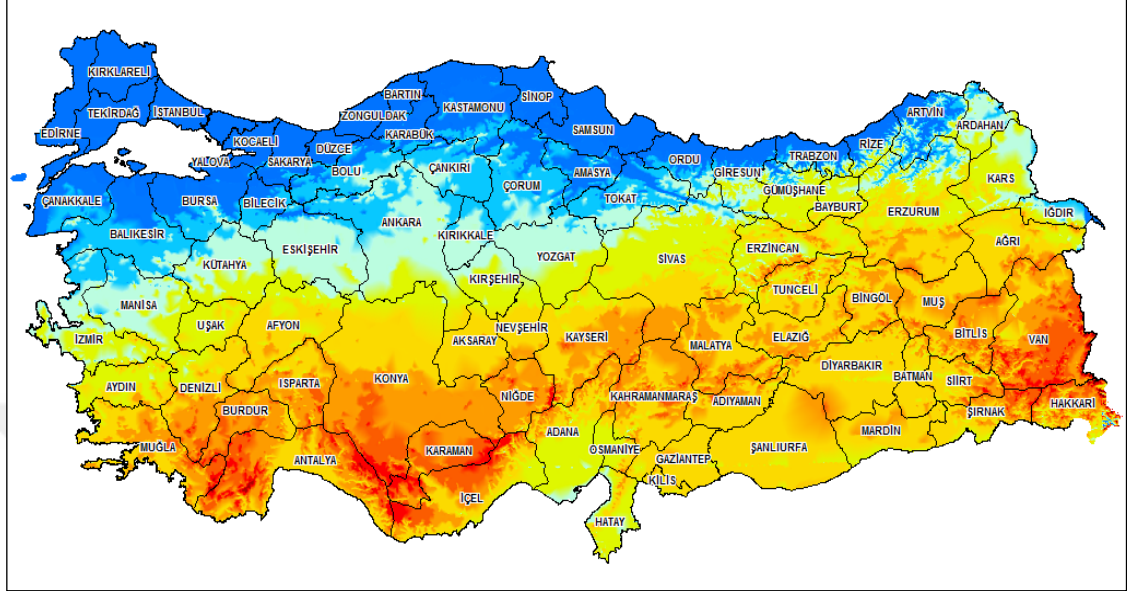 KIRKLARELİ
TEKİRDAĞ
İSTANBUL
EDİRNE
KOCAELİ
YALOVA
SAKARYA
DÜZCE
ZONGULDAK
BARTIN
KARABÜK
KASTAMONU
SİNOP
SAMSUN
BOLU
ÇANKIRI
ÇORUM
AMASYA
ORDU
GİRESUN
TRABZON
RİZE
ARTVİN
ARDAHAN
KARS
ÇANAKKALE
BURSA
BİLECİK
TOKAT
GÜMÜŞHANE
BAYBURT
ERZURUM
IĞDIR
BALIKESİR
ESKİŞEHİR
ANKARA
KIRIKKALE
YOZGAT
SİVAS
ERZİNCAN
AĞRI
KÜTAHYA
KIRŞEHİR
TUNCELİ
BİNGÖL
MUŞ
MANİSA
UŞAK
AFYON
NEVŞEHİR
AKSARAY
KAYSERİ
MALATYA
ELAZIĞ
BİTLİS
VAN
İZMİR
AYDIN
DENİZLİ
ISPARTA
KONYA
NİĞDE
KAHRAMANMARAŞ
ADIYAMAN
DİYARBAKIR
BATMAN
SİİRT
ŞIRNAK
HAKKARİ
BURDUR
MUĞLA
ANTALYA
KARAMAN
İÇEL
ADANA
OSMANİYE
GAZİANTEP
KİLİS
ŞANLIURFA
MARDİN
HATAY